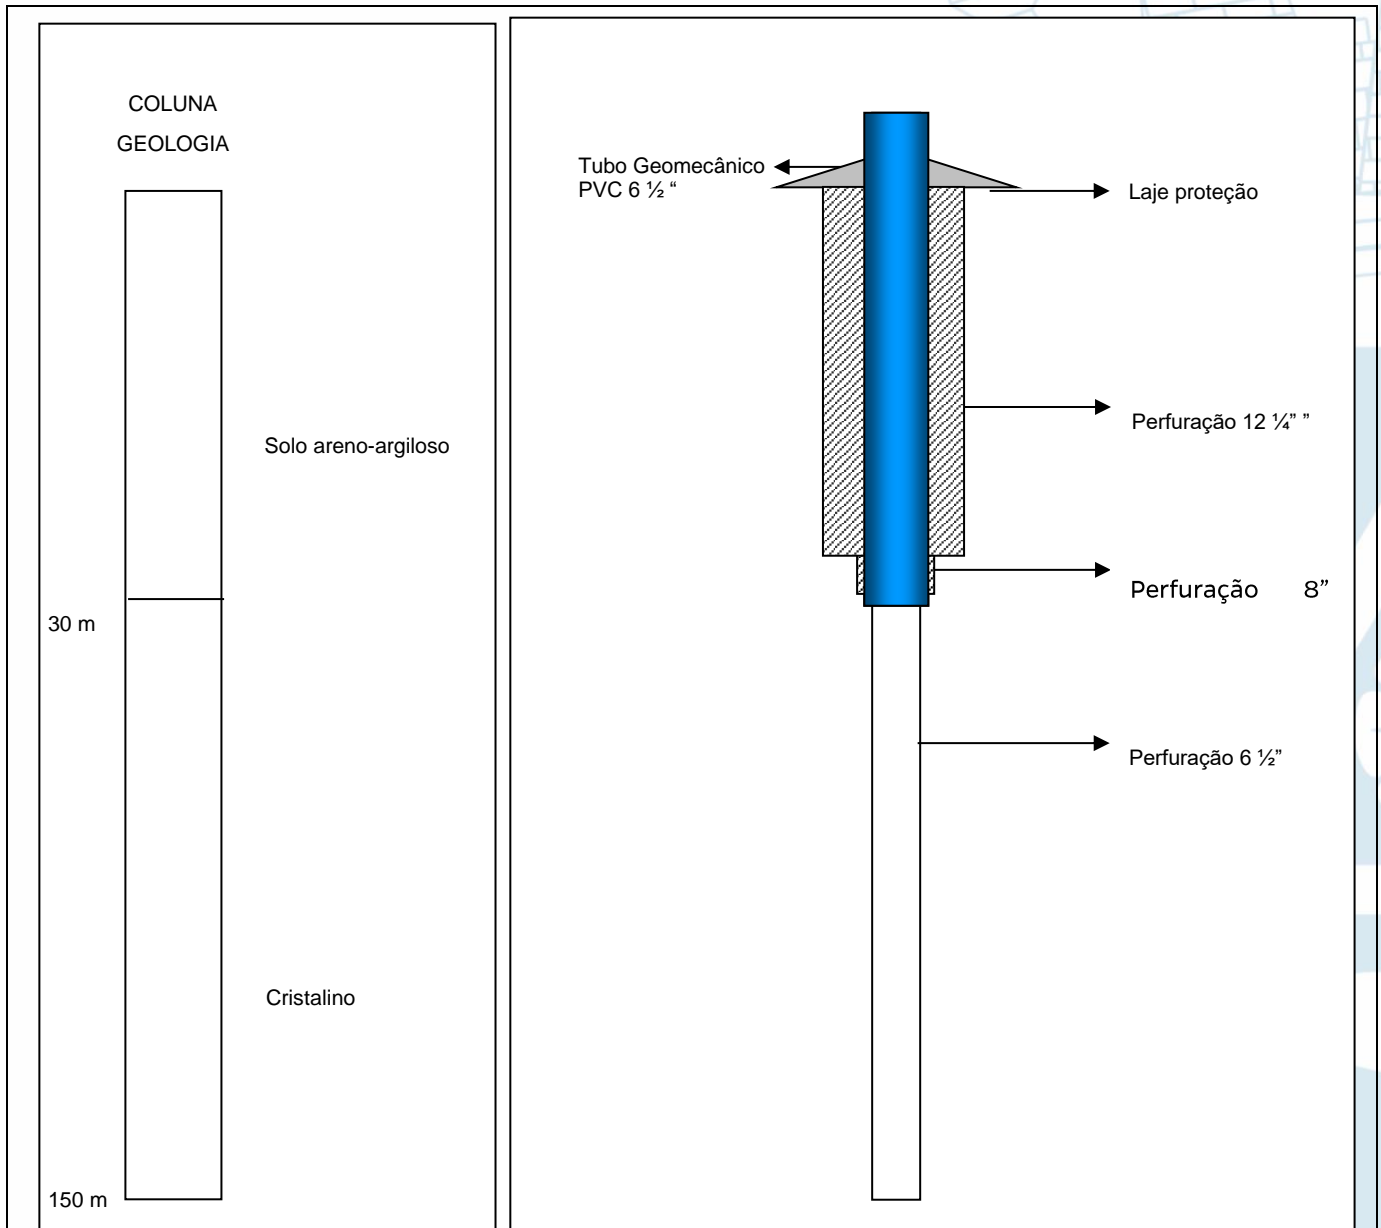 COLUNA
GEOLOGIA
Solo areno-argiloso
30 m
Cristalino
150 m
Tubo Geomecânico
PVC 6 ½ “
Laje proteção
Perfuração 12 ¼” ”
Perfuração 8”
Perfuração 6 ½”